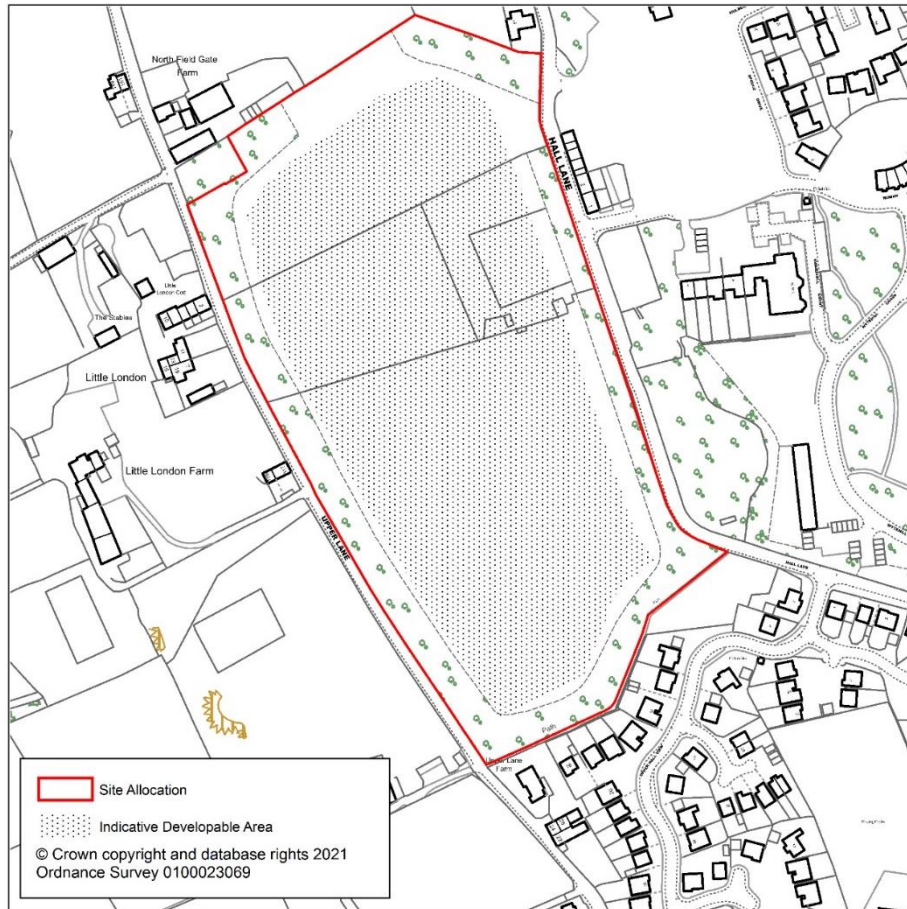 North Field Gate
Farm
HALL LANE
Little
London Cott
The Stables
Little London
Little London Farm
UPPER LANE
HALL LANE
Path
Upper Lane
Farm
Site Allocation
Indicative Developable Area
© Crown copyright and database rights 2021
Ordnance Survey 0100023069